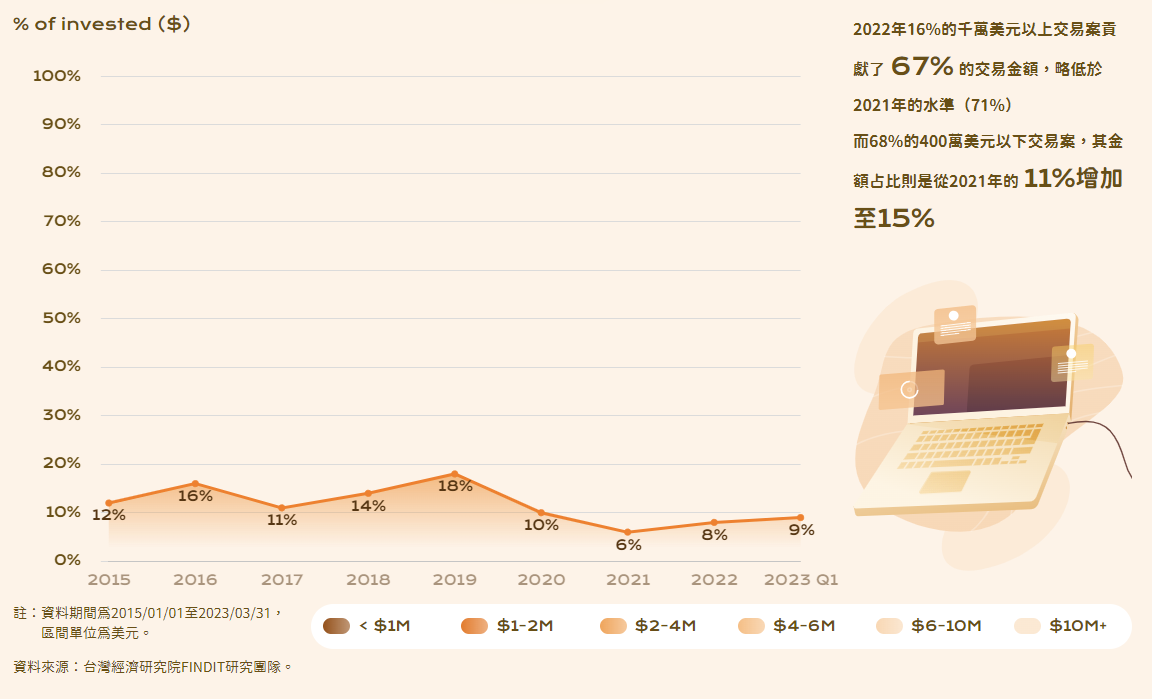 % of invested ($)
100%
90%
80%
70%
60%
50%
40%
30%
20%
10%
0%
12%
16%
11%
14%
18%
10%
6%
8%
9%
2015
2016
2017
2018
2019
2020
2021
2022
2023 Q1
2022年16%的千萬美元以上交易案貢
獻了 67% 的交易金額，略低於
2021年的水準（71%）
而68%的400萬美元以下交易案，其金
額占比則是從2021年的 11%增加
至15%
註：資料期間為2015/01/01至2023/03/31，
區間單位為美元。
資料來源：台灣經濟研究院FINDIT研究團隊。
< $1M
$1-2M
$2-4M
$4-6M
$6-10M
$10M+